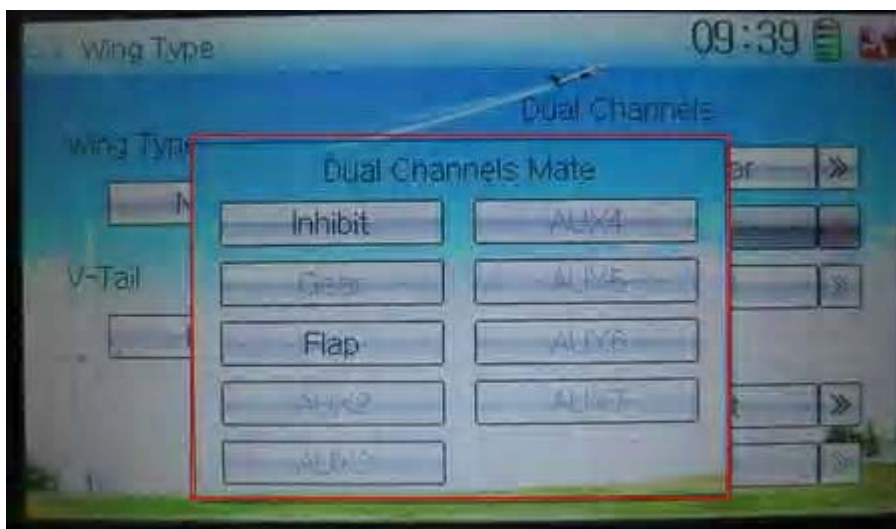 Wing Type
09:39
Dual Channels
Wing Type
Dual Channels Mate
Inhibit
AUX4
V-Tail
Gear
AUX5
Flap
AUX6
AUX2
AUX7
AUX3